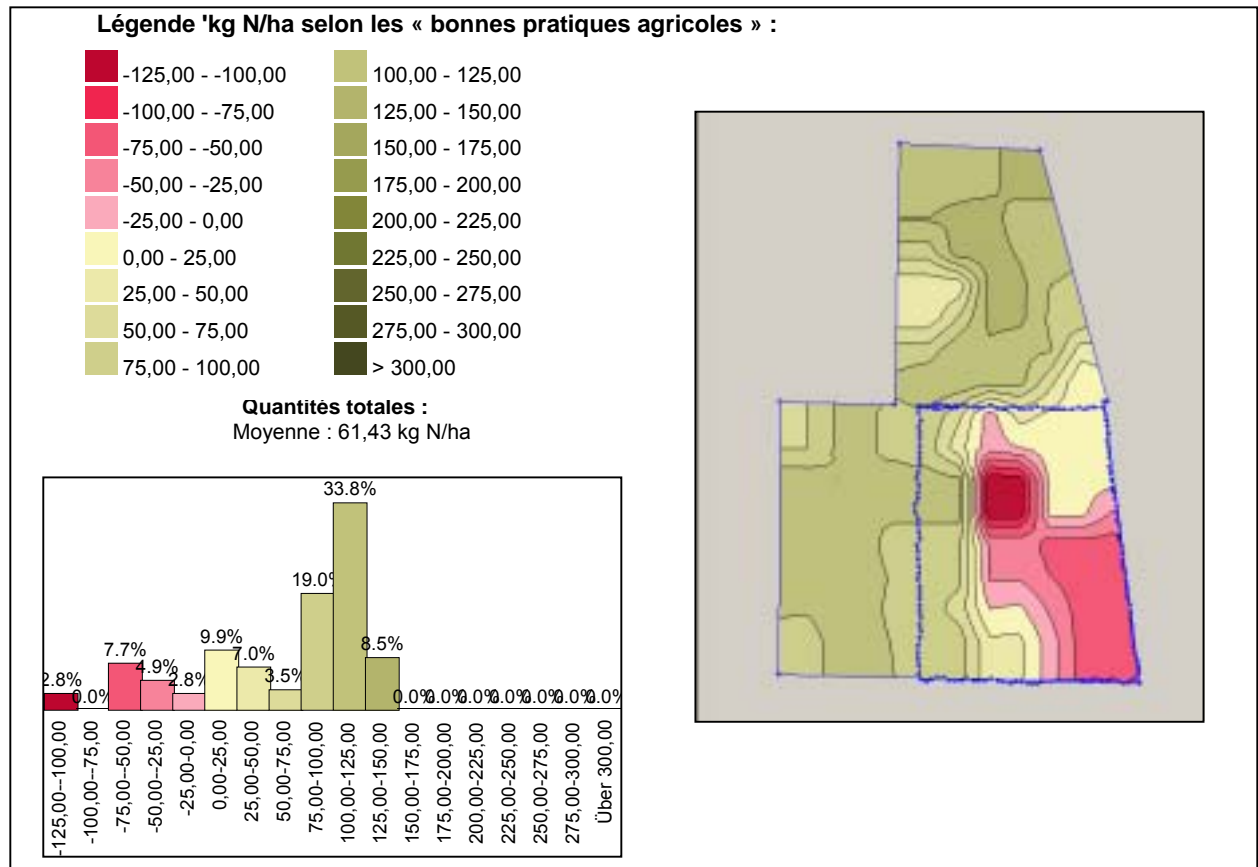 Légende 'kg N/ha selon les « bonnes pratiques agricoles » :
-125,00 - -100,00
-100,00 - -75,00
-75,00 - -50,00
-50,00 - -25,00
-25,00 - 0,00
0,00 - 25,00
25,00 - 50,00
50,00 - 75,00
75,00 - 100,00
100,00 - 125,00
125,00 - 150,00
150,00 - 175,00
175,00 - 200,00
200,00 - 225,00
225,00 - 250,00
250,00 - 275,00
275,00 - 300,00
> 300,00
Quantités totales :
Moyenne : 61,43 kg N/ha
2.8%
0.0%
7.7%
4.9%
2.8%
9.9%
7.0%
3.5%
19.0%
33.8%
8.5%
0.0%
0.0%
0.0%
0.0%
0.0%
0.0%
0.0%
-125,00--100,00
-100,00--75,00
-75,00--50,00
-50,00--25,00
-25,00-0,00
0,00-25,00
25,00-50,00
50,00-75,00
75,00-100,00
100,00-125,00
125,00-150,00
150,00-175,00
175,00-200,00
200,00-225,00
225,00-250,00
250,00-275,00
275,00-300,00
Über 300,00